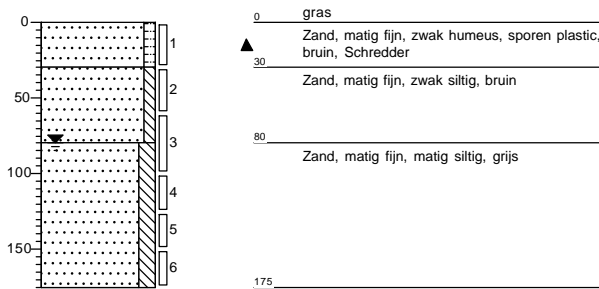 0
50
100
150
1
2
3
4
5
6
0
gras
Zand, matig fijn, zwak humeus, sporen plastic,
bruin, Schredder
30
Zand, matig fijn, zwak siltig, bruin
80
Zand, matig fijn, matig siltig, grijs
175